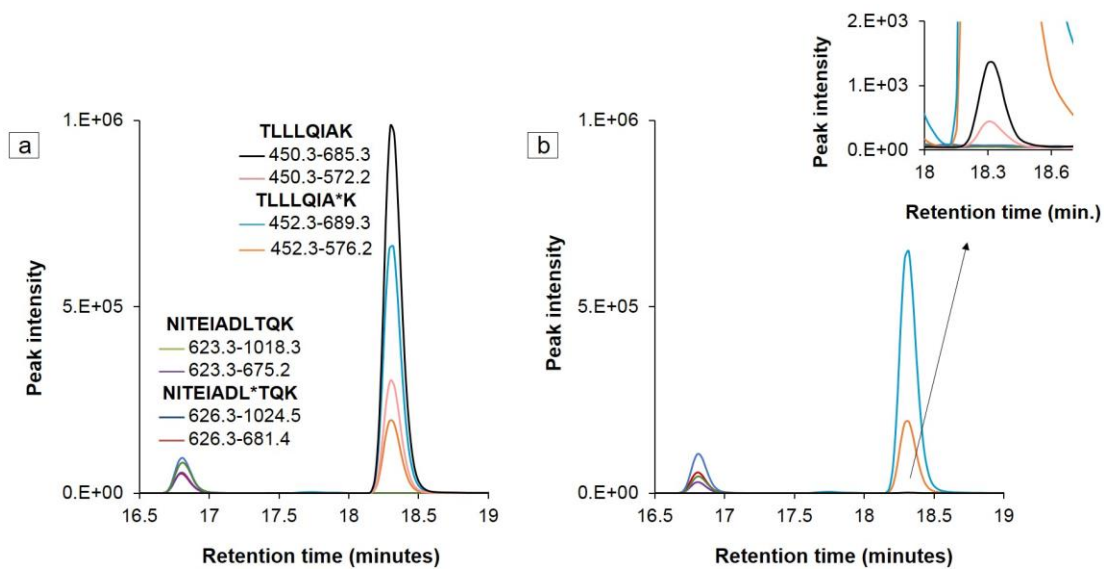 a
Peak intensity
1.E+06
5.E+05
0.E+00
TLLLQIAK
450.3-685.3
450.3-572.2
TLLLQIA*K
452.3-689.3
452.3-576.2
NITEIADLTQK
623.3-1018.3
623.3-675.2
NITEIADL*TQK
626.3-1024.5
626.3-681.4
16.5 17 17.5 18 18.5 19
Retention time (minutes)
b
Peak intensity
1.E+06
5.E+05
0.E+00
16.5 17 17.5 18 18.5 19
Retention time (minutes)
Peak intensity
2.E+03
1.E+03
0.E+00
18 18.3 18.6
Retention time (min.)